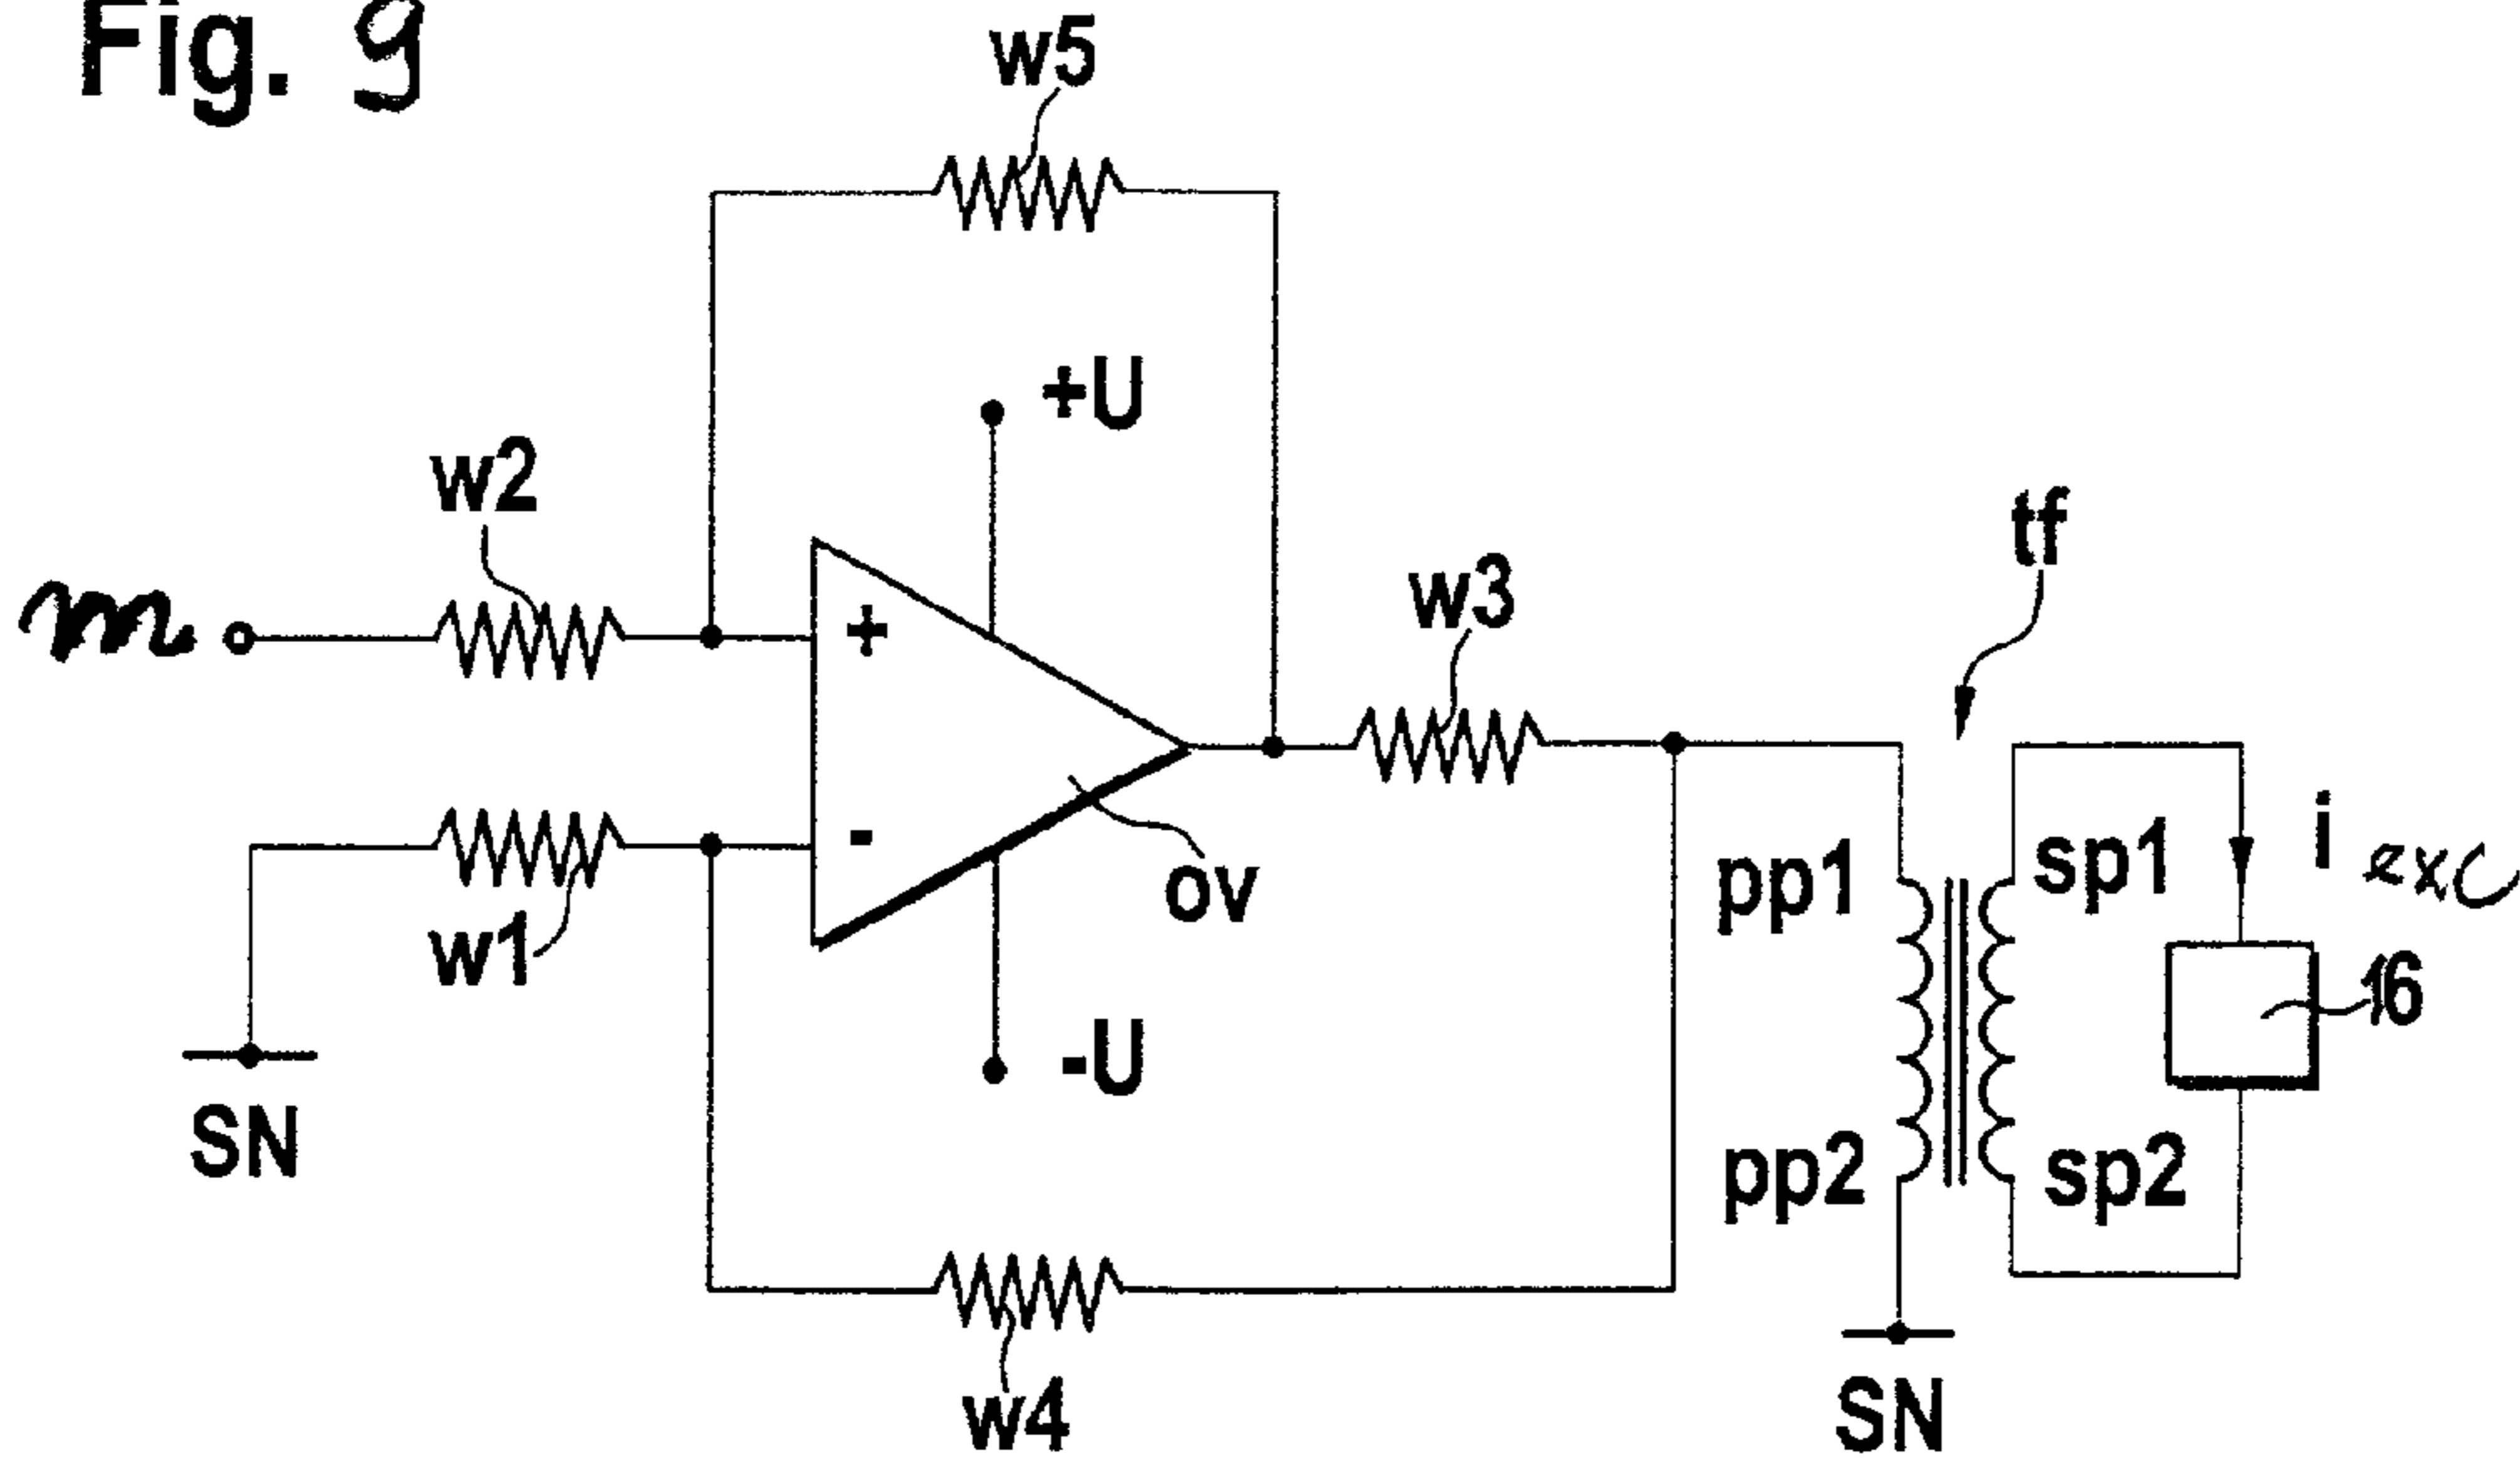 Fig. 9
w5
+U
w2
tf
w3
m
+
-
ov
pp1
sp1
i exc
w1
16
-U
SN
pp2
sp2
w4
SN